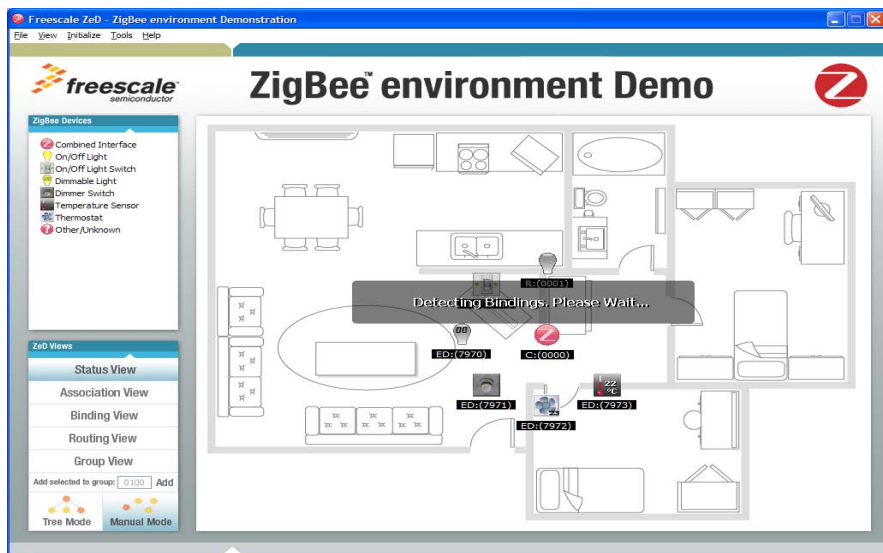 Freescale ZeD - ZigBee environment Demonstration
File View Initialize Tools Help
freescale™
semiconductor
ZigBee™ environment Demo
ZigBee Devices
Combined Interface
On/Off Light
On/Off Light Switch
Dimmable Light
Dimmer Switch
Temperature Sensor
Thermostat
Other/Unknown
R:(0001)
Detecting Bindings. Please Wait...
ED:(7970)
C:(0000)
22
°C
ED:(7971)
ED:(7973)
ED:(7972)
ZeD Views
Status View
Association View
Binding View
Routing View
Group View
Add selected to group: 0100 Add
Tree Mode
Manual Mode